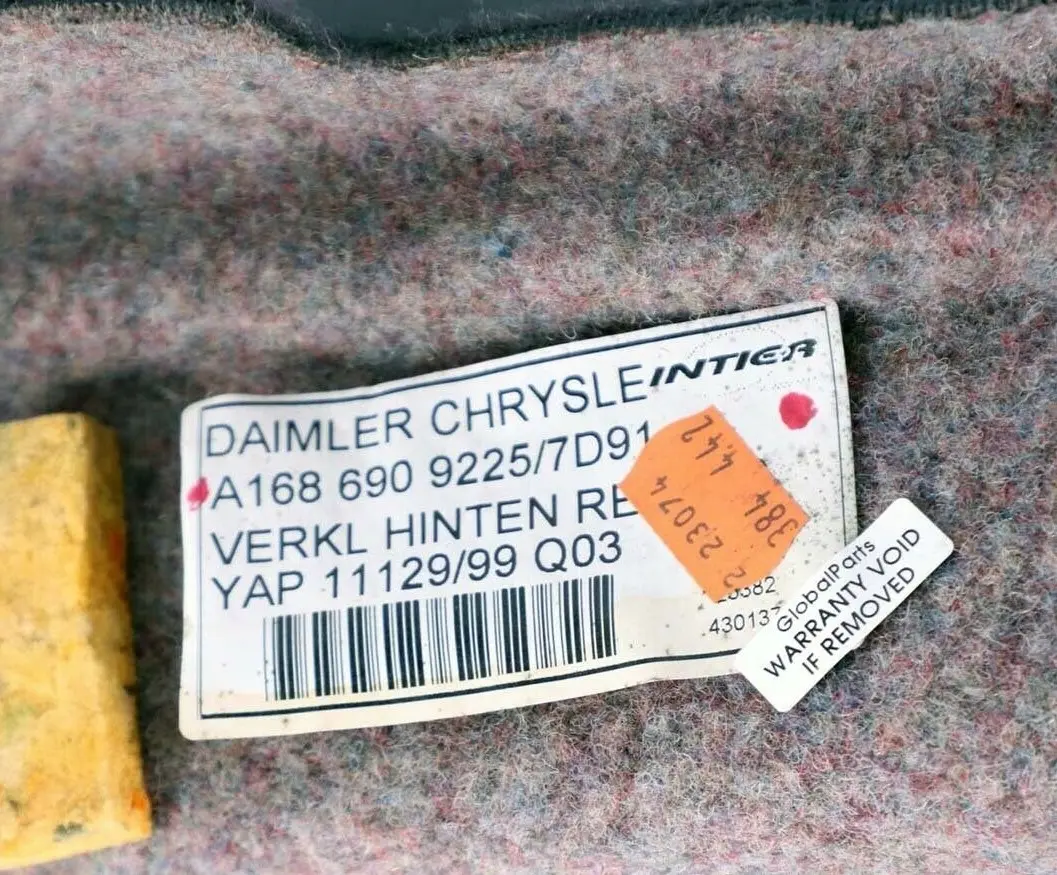 DAIMLER CHRYSLE
INTIER
A168 690 9225/7D91
VERKL HINTEN RE
YAP 11129/99 Q03
23074
384 442
43013
GlobalParts
WARRANTY VOID
IF REMOVED